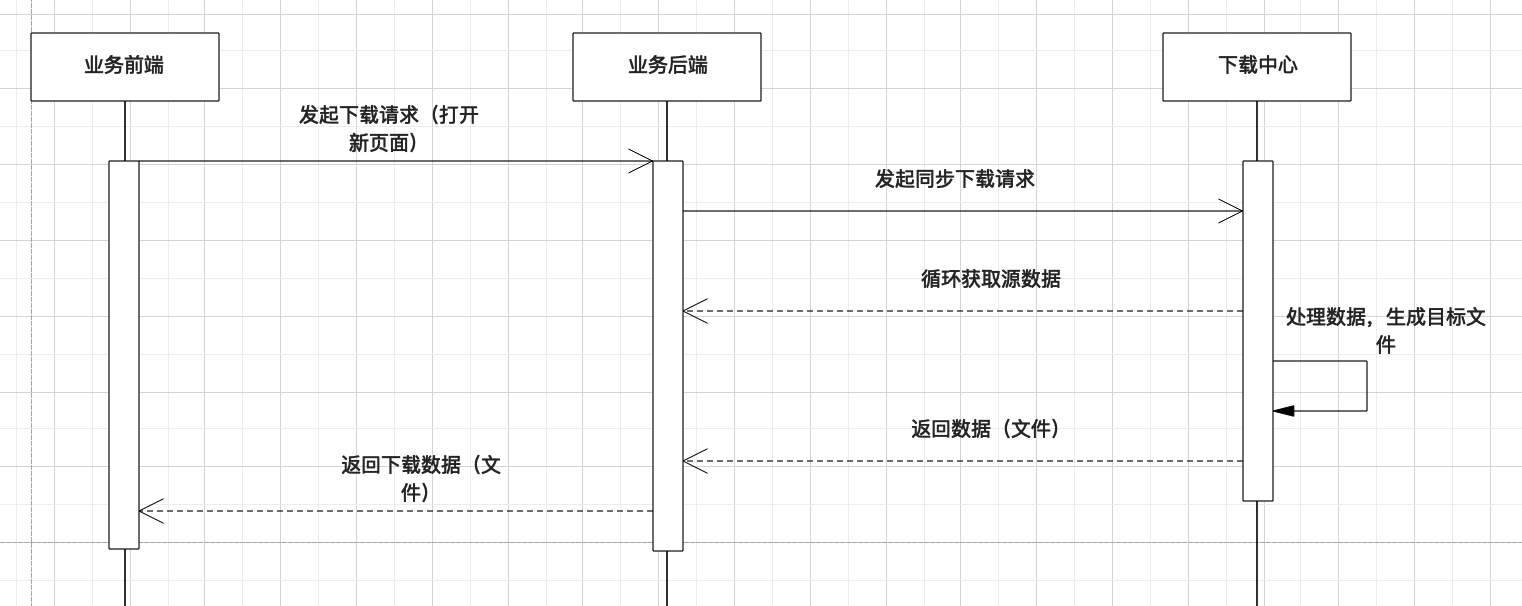 业务前端
业务后端
下载中心
发起下载请求（打开
新页面）
发起同步下载请求
循环获取源数据
处理数据，生成目标文
件
返回数据（文件）
返回下载数据（文
件）